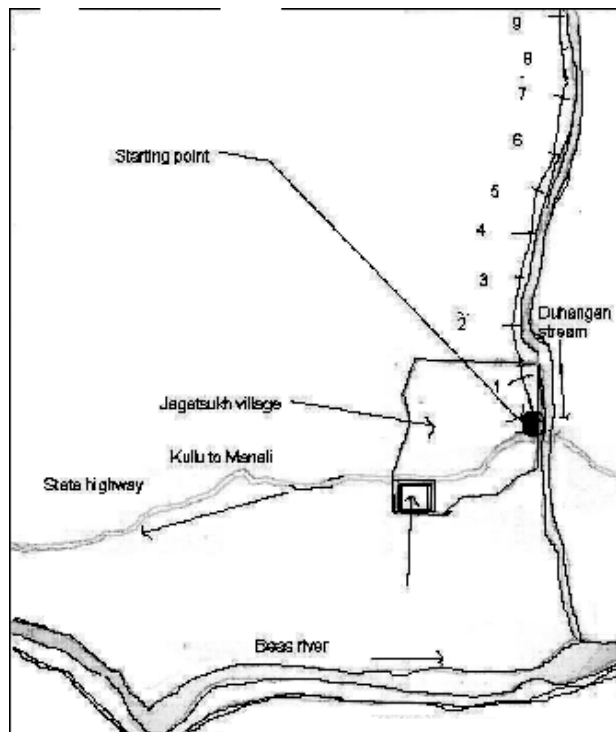 9
8
7
6
Starting point
5
4
3
2
Duhangan
stream
1
Jagatsukh village
Kullu to Manali
State highway
Beas river